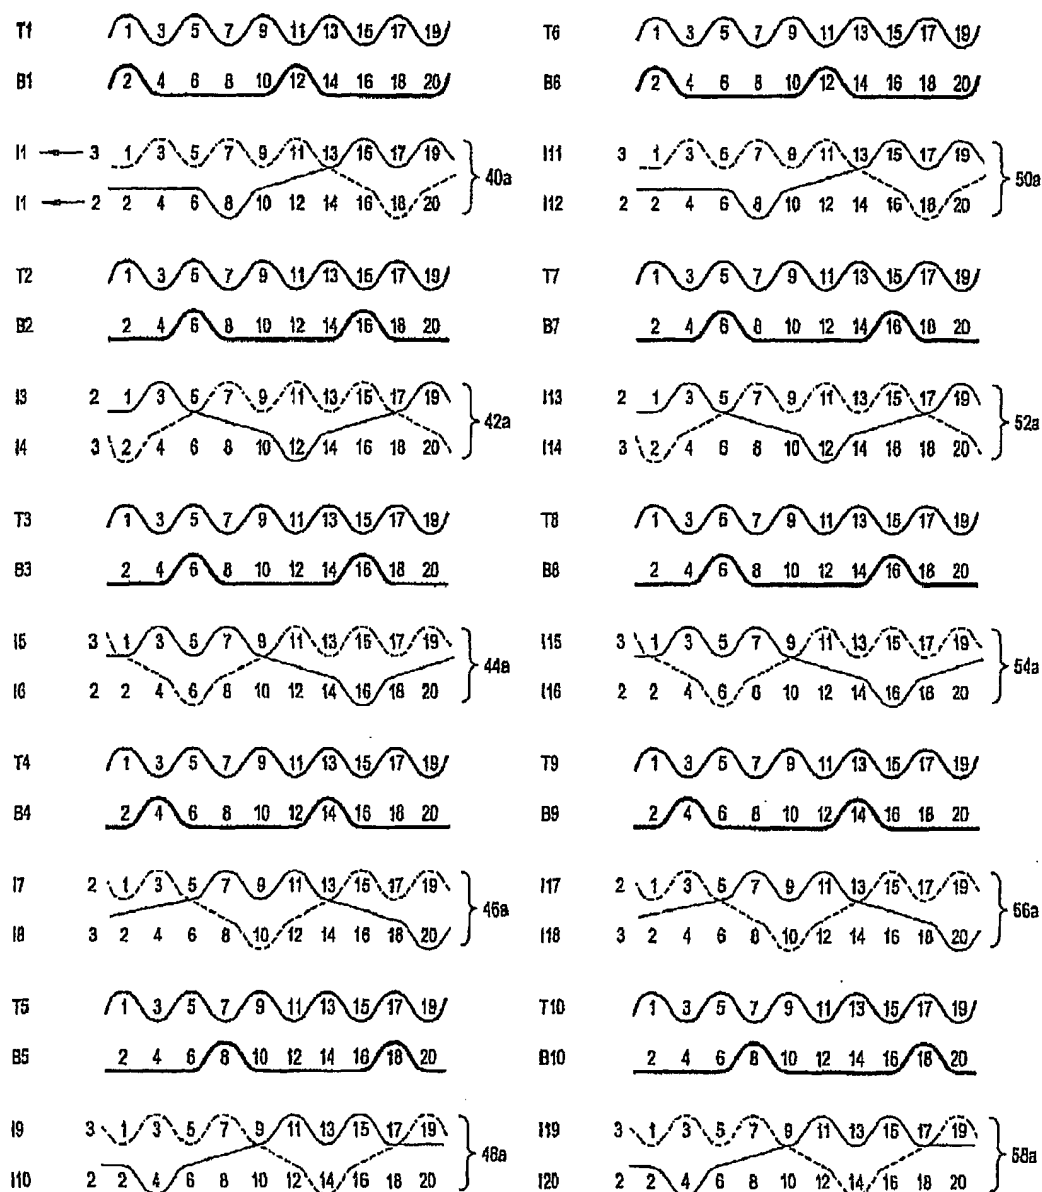 T1 1 3 5 7 9 11 13 15 17 19
B1 2 4 6 8 10 12 14 16 18 20
I1 3 1 3 5 7 9 11 13 15 17 19
40a
I1 2 2 4 6 8 10 12 14 16 18 20
T2 1 3 5 7 9 11 13 15 17 19
B2 2 4 6 8 10 12 14 16 18 20
I3 2 1 3 5 7 9 11 13 15 17 19
42a
I4 3 2 4 6 8 10 12 14 16 18 20
T3 1 3 5 7 9 11 13 15 17 19
B3 2 4 6 8 10 12 14 16 18 20
I5 3 1 3 5 7 9 11 13 15 17 19
44a
I6 2 2 4 6 8 10 12 14 16 18 20
T4 1 3 5 7 9 11 13 15 17 19
B4 2 4 6 8 10 12 14 16 18 20
I7 2 1 3 5 7 9 11 13 15 17 19
46a
I8 3 2 4 6 8 10 12 14 16 18 20
T5 1 3 5 7 9 11 13 15 17 19
B5 2 4 6 8 10 12 14 16 18 20
I9 3 1 3 5 7 9 11 13 15 17 19
48a
I10 2 2 4 6 8 10 12 14 16 18 20
T6 1 3 5 7 9 11 13 15 17 19
B6 2 4 6 8 10 12 14 16 18 20
I11 3 1 3 5 7 9 11 13 15 17 19
50a
I12 2 2 4 6 8 10 12 14 16 18 20
T7 1 3 5 7 9 11 13 15 17 19
B7 2 4 6 8 10 12 14 16 18 20
I13 2 1 3 5 7 9 11 13 15 17 19
52a
I14 3 2 4 6 8 10 12 14 16 18 20
T8 1 3 5 7 9 11 13 15 17 19
B8 2 4 6 8 10 12 14 16 18 20
I15 3 1 3 5 7 9 11 13 15 17 19
54a
I16 2 2 4 6 8 10 12 14 16 18 20
T9 1 3 5 7 9 11 13 15 17 19
B9 2 4 6 8 10 12 14 16 18 20
I17 2 1 3 5 7 9 11 13 15 17 19
56a
I18 3 2 4 6 8 10 12 14 16 18 20
T10 1 3 5 7 9 11 13 15 17 19
B10 2 4 6 8 10 12 14 16 18 20
I19 3 1 3 5 7 9 11 13 15 17 19
58a
I20 2 2 4 6 8 10 12 14 16 18 20